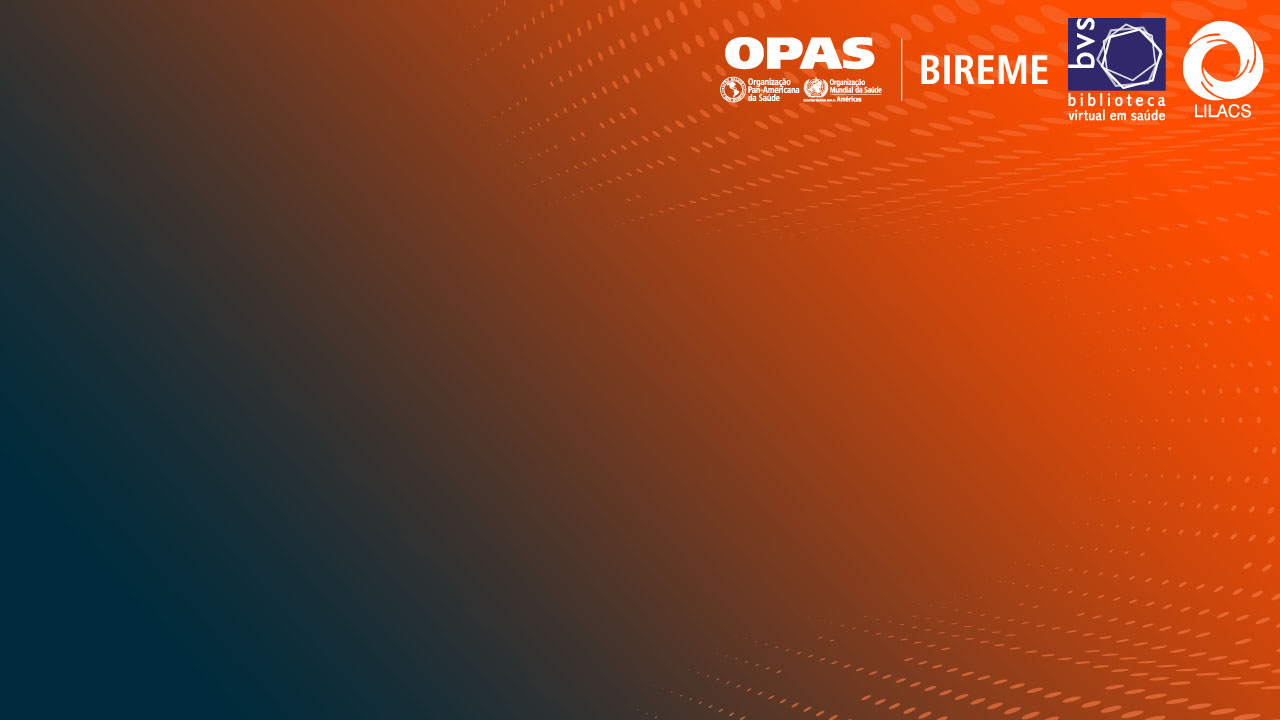 OPAS
Organização
Pan-Americana
da Saúde
Organização
Mundial da Saúde
Américas
BIREME
bvs
biblioteca
virtual em saúde
LILACS